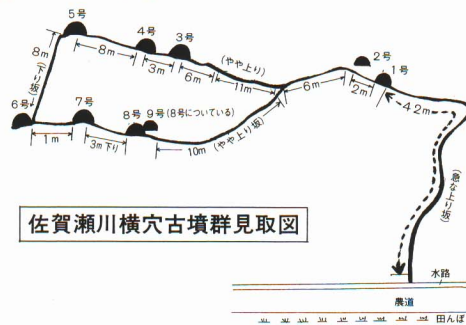 5号
4号
3号
8m
(下り坂)
8m
3m
6m
(やや上り)
11m
6m
2号
1号
2m
42m
6号
7号
8号
9号(8号についている)
1m
3m下り
10m
(やや上り坂)
(急な上り坂)
佐賀瀬川横穴古墳群見取図
水路
農道
田んぼ